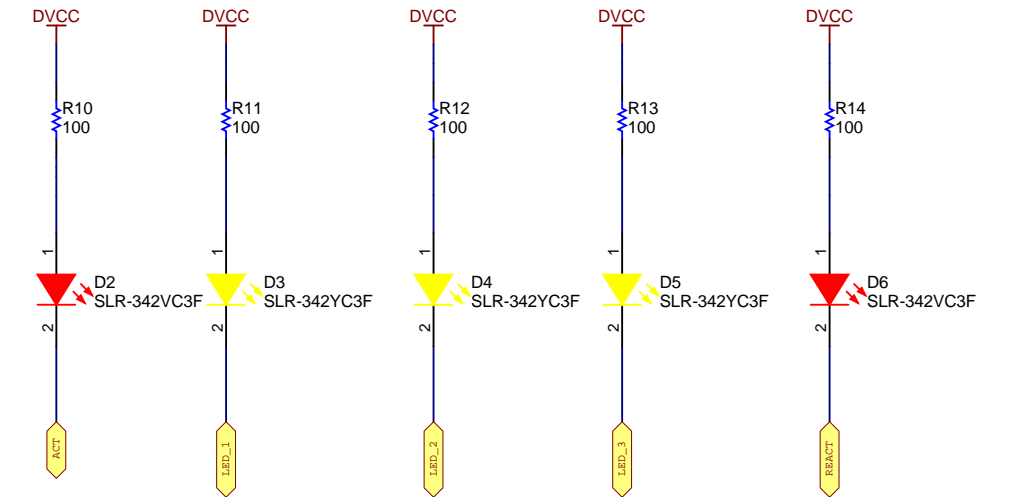 DVCC DVCC DVCC DVCC DVCC
R10 R11 R12 R13 R14
100 100 100 100 100
1 1 1 1 1
D2 D3 D4 D5 D6
SLR-342VC3F SLR-342YC3F SLR-342YC3F SLR-342YC3F SLR-342VC3F
2 2 2 2 2
ACT LED_1 LED_2 LED_3 REACT